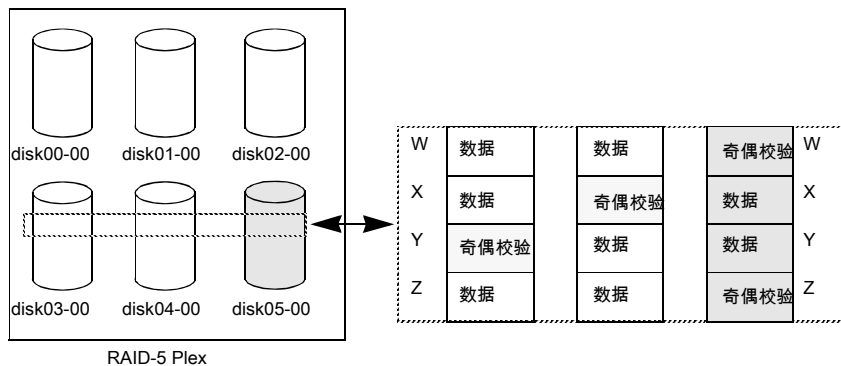 disk00-00 disk01-00 disk02-00
disk03-00 disk04-00 disk05-00
RAID-5 Plex
W 数据 数据 奇偶校验 W
X 数据 奇偶校验 数据 X
Y 奇偶校验 数据 数据 Y
Z 数据 数据 奇偶校验 Z